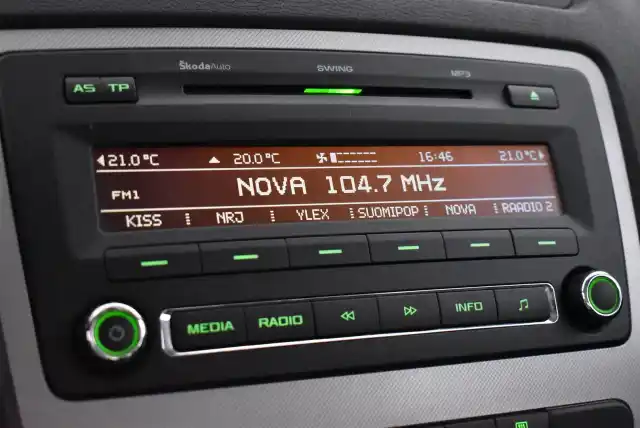 ŠkodaAuto SWING MP3
AS TP
21.0°C 20.0°C 16:46 21.0°C
FM1 NOVA 104.7 MHz
KISS NRJ YLEX SUOMIPOP NOVA RAADIO 2
MEDIA RADIO INFO